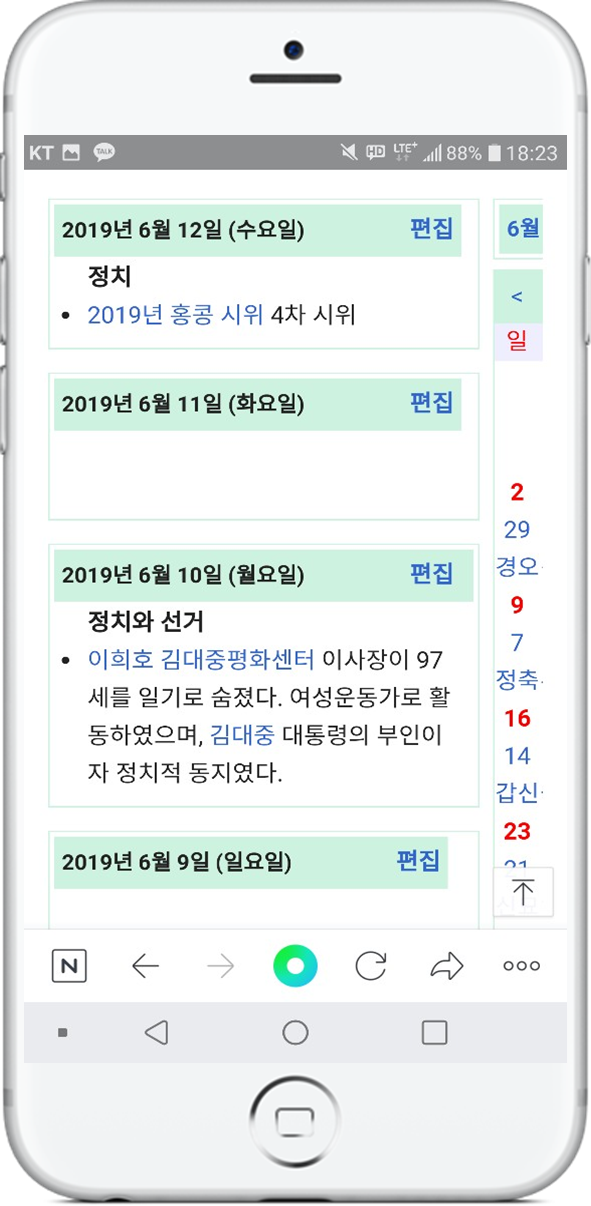 KT TALK HD LTE+ 88% 18:23
2019년 6월 12일 (수요일) 편집
정치
• 2019년 홍콩 시위 4차 시위
2019년 6월 11일 (화요일) 편집
2019년 6월 10일 (월요일) 편집
정치와 선거
• 이희호 김대중평화센터 이사장이 97
세를 일기로 숨졌다. 여성운동가로 활
동하였으며, 김대중 대통령의 부인이
자 정치적 동지였다.
2019년 6월 9일 (일요일) 편집
6월
<
일
2
29
경오
9
7
정축
16
14
갑신
23
21
N